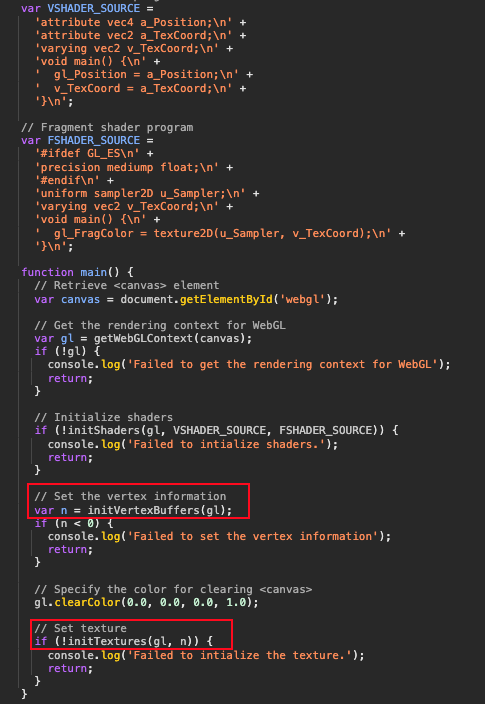 var VSHADER_SOURCE =
'attribute vec4 a_Position;\n' +
'attribute vec2 a_TexCoord;\n' +
'varying vec2 v_TexCoord;\n' +
'void main() {\n' +
'  gl_Position = a_Position;\n' +
'  v_TexCoord = a_TexCoord;\n' +
'}\n';
// Fragment shader program
var FSHADER_SOURCE =
'#ifdef GL_ES\n' +
'precision mediump float;\n' +
'#endif\n' +
'uniform sampler2D u_Sampler;\n' +
'varying vec2 v_TexCoord;\n' +
'void main() {\n' +
'  gl_FragColor = texture2D(u_Sampler, v_TexCoord);\n' +
'}\n';
function main() {
// Retrieve <canvas> element
var canvas = document.getElementById('webgl');
// Get the rendering context for WebGL
var gl = getWebGLContext(canvas);
if (!gl) {
console.log('Failed to get the rendering context for WebGL');
return;
}
// Initialize shaders
if (!initShaders(gl, VSHADER_SOURCE, FSHADER_SOURCE)) {
console.log('Failed to intialize shaders.');
return;
}
// Set the vertex information
var n = initVertexBuffers(gl);
if (n < 0) {
console.log('Failed to set the vertex information');
return;
}
// Specify the color for clearing <canvas>
gl.clearColor(0.0, 0.0, 0.0, 1.0);
// Set texture
if (!initTextures(gl, n)) {
console.log('Failed to intialize the texture.');
return;
}
}